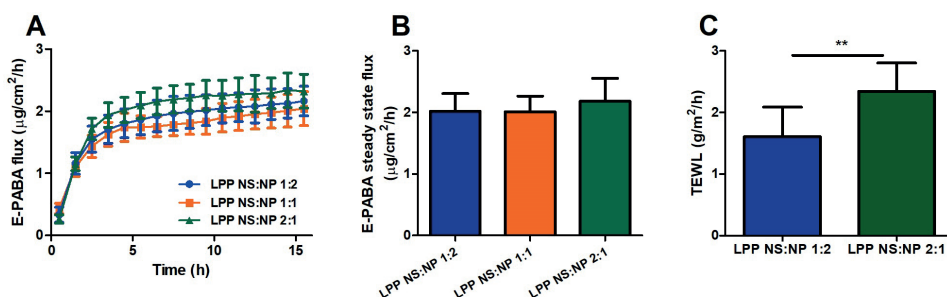 A
E-PABA flux (µg/cm²/h)
3
2
1
0
0
5
10
15
Time (h)
LPP NS:NP 1:2
LPP NS:NP 1:1
LPP NS:NP 2:1
B
E-PABA steady state flux
(µg/cm²/h)
3
2
1
0
LPP NS:NP 1:2
LPP NS:NP 1:1
LPP NS:NP 2:1
C
TEWL (g/m²/h)
3
2
1
0
**
LPP NS:NP 1:2
LPP NS:NP 2:1